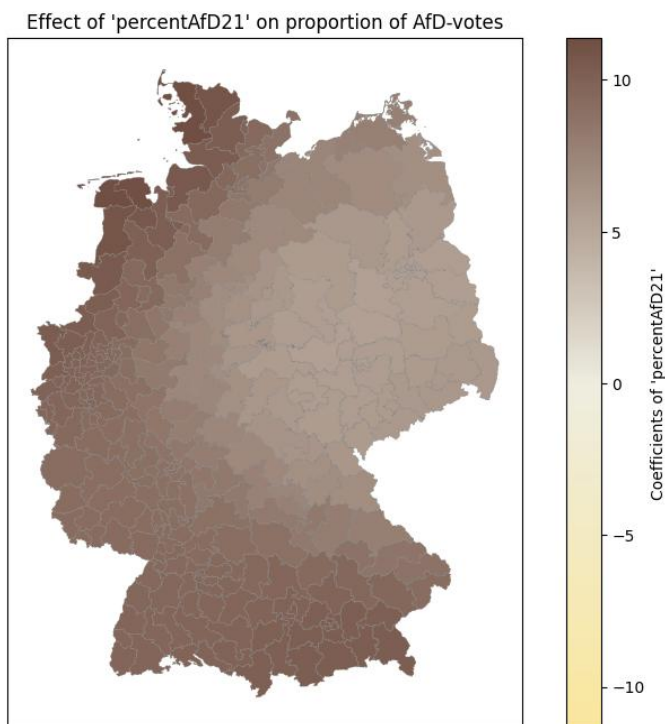 Effect of 'percentAfD21' on proportion of AfD-votes
10
5
0
−5
−10
Coefficients of 'percentAfD21'